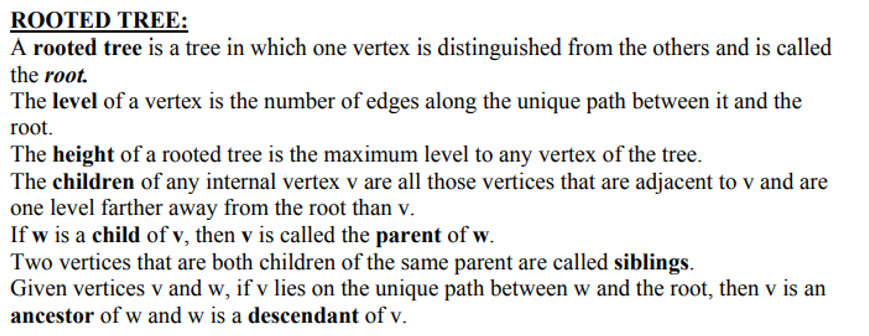 ROOTED TREE:
A rooted tree is a tree in which one vertex is distinguished from the others and is called
the root.
The level of a vertex is the number of edges along the unique path between it and the
root.
The height of a rooted tree is the maximum level to any vertex of the tree.
The children of any internal vertex v are all those vertices that are adjacent to v and are
one level farther away from the root than v.
If w is a child of v, then v is called the parent of w.
Two vertices that are both children of the same parent are called siblings.
Given vertices v and w, if v lies on the unique path between w and the root, then v is an
ancestor of w and w is a descendant of v.